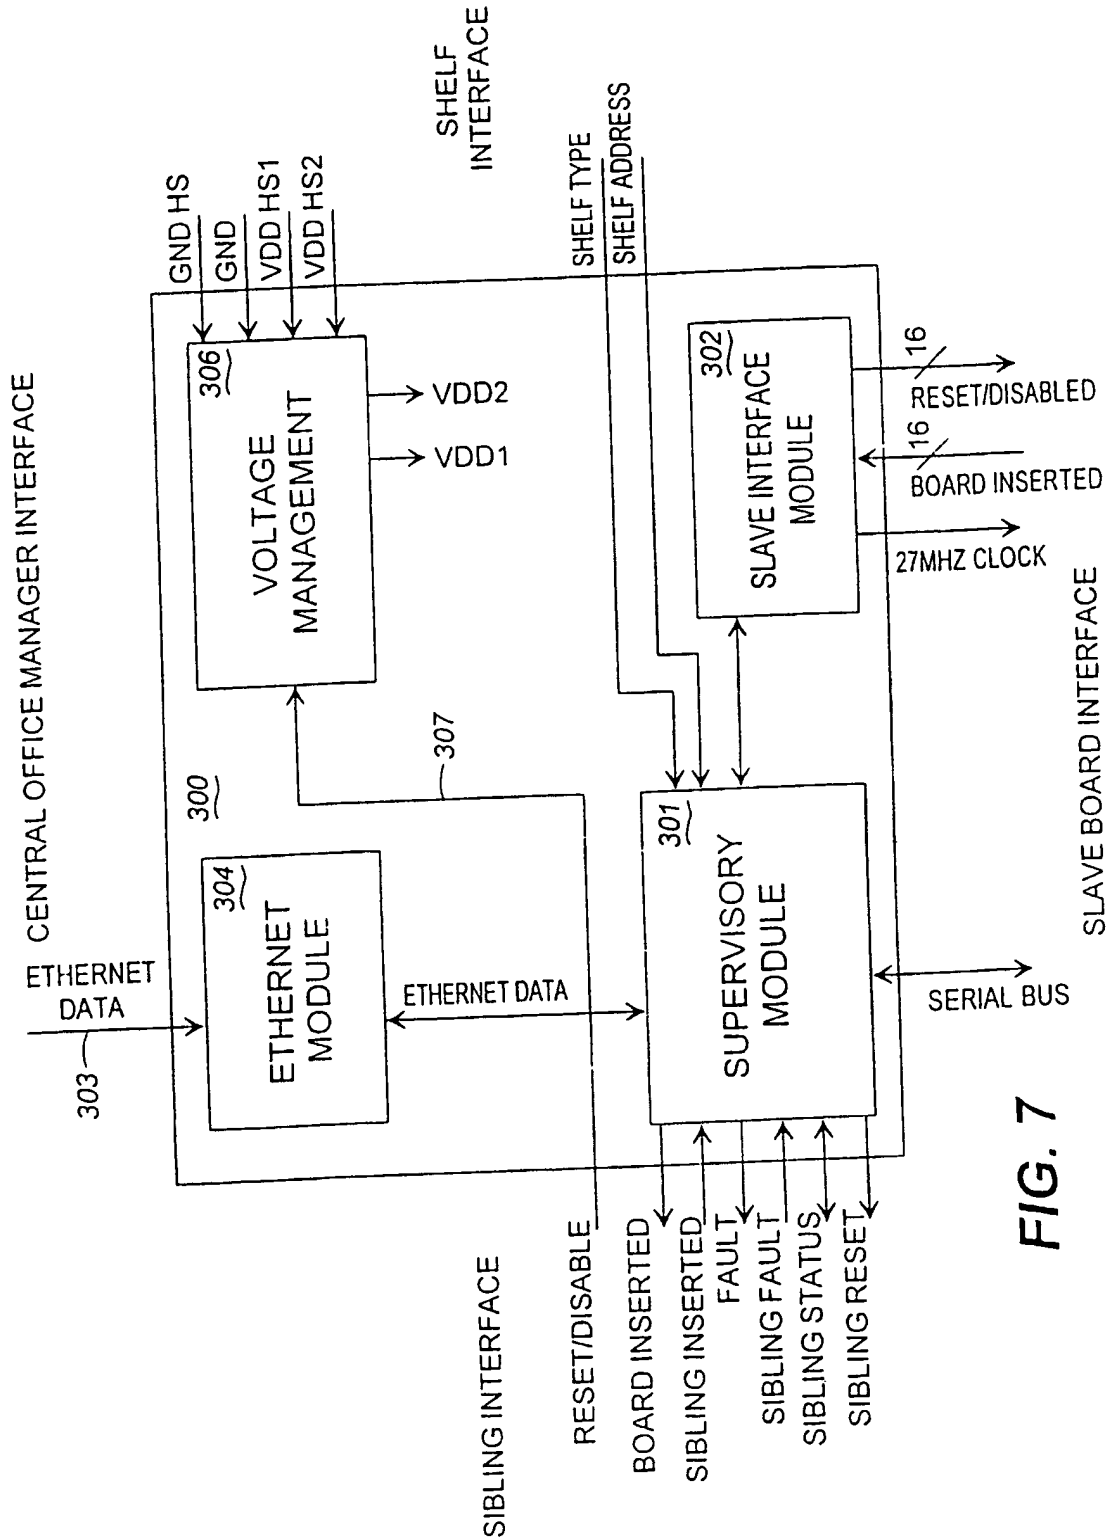 CENTRAL OFFICE MANAGER INTERFACE
ETHERNET
DATA
303
304
ETHERNET
MODULE
300
306
VOLTAGE
MANAGEMENT
GND HS
GND
VDD HS1
VDD HS2
SHELF
INTERFACE
VDD1
VDD2
307
ETHERNET DATA
SHELF TYPE
SHELF ADDRESS
SIBLING INTERFACE
RESET/DISABLE
BOARD INSERTED
SIBLING INSERTED
FAULT
SIBLING FAULT
SIBLING STATUS
SIBLING RESET
301
SUPERVISORY
MODULE
302
SLAVE INTERFACE
MODULE
SERIAL BUS
27MHZ CLOCK
16
BOARD INSERTED
16
RESET/DISABLED
SLAVE BOARD INTERFACE
FIG. 7